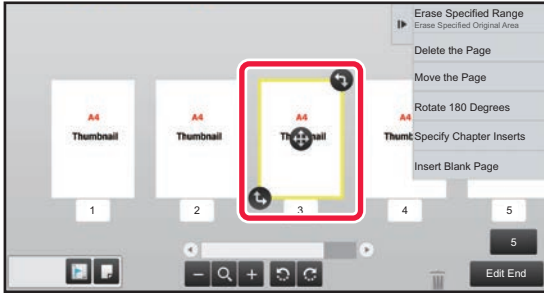 Erase Specified Range
Erase Specified Original Area
Delete the Page
Move the Page
Rotate 180 Degrees
Specify Chapter Inserts
Insert Blank Page
A4
Thumbnail
A4
Thumbnail
A4
A4
1
2
3
4
5
5
Edit End